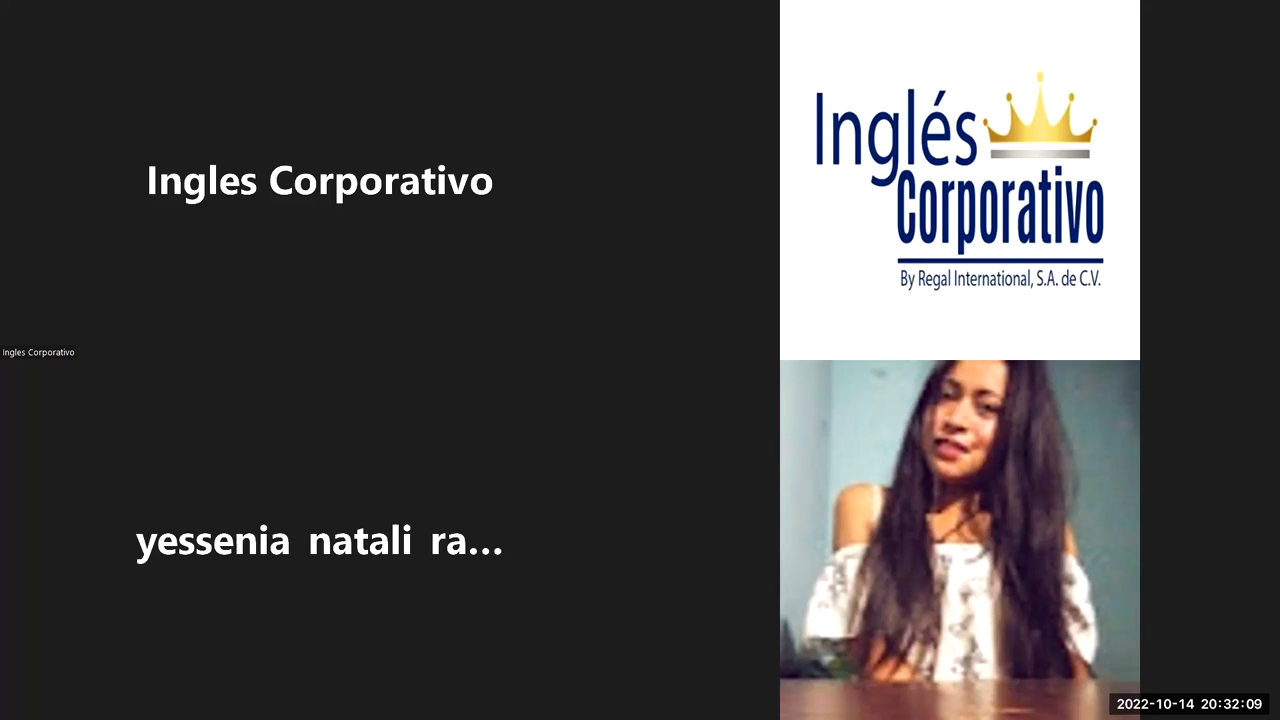 Ingles Corporativo
Inglés
Corporativo
By Regal International, S.A. de C.V.
Ingles Corporativo
yessenia natali ra...
2022-10-14 20:32:09